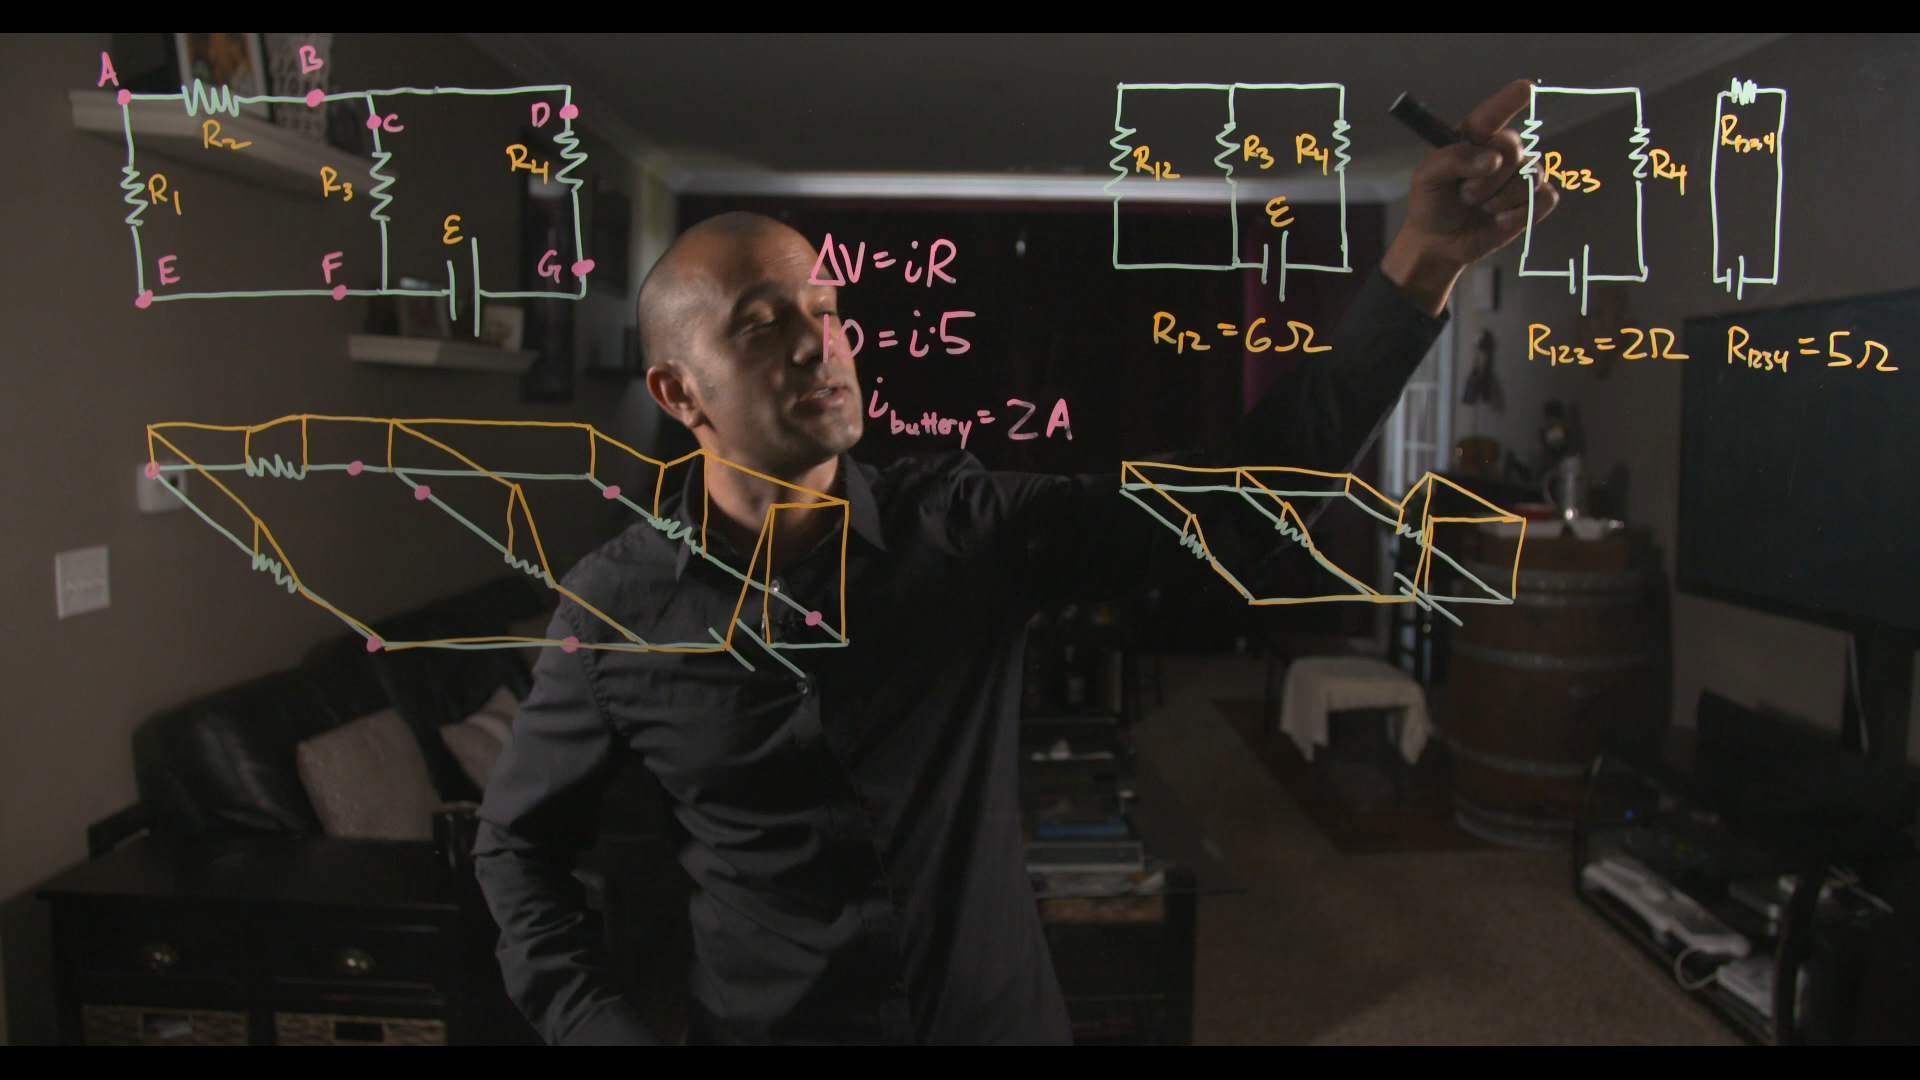 A
B
C
D
R2
R1
R3
R4
E
F
G
ε
ΔV=iR
10=i·5
i battery=2A
R12
R3
R4
ε
R12=6Ω
R123
R4
R123=2Ω
R1234
R1234=5Ω